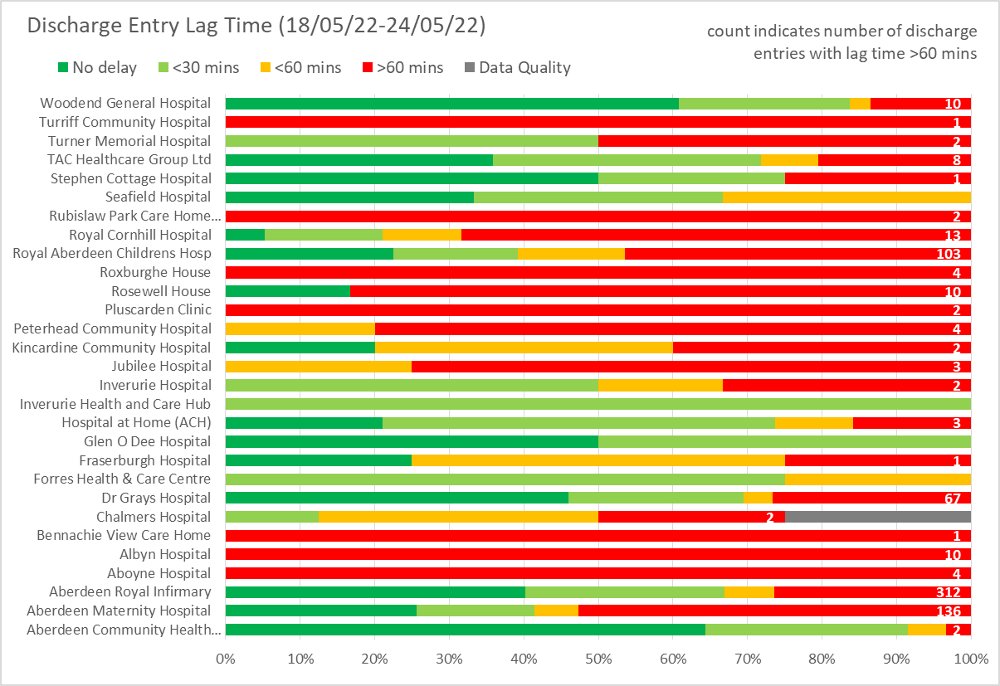 Discharge Entry Lag Time (18/05/22-24/05/22)
count indicates number of discharge
entries with lag time >60 mins
No delay <30 mins <60 mins >60 mins Data Quality
Woodend General Hospital 10
Turriff Community Hospital 1
Turner Memorial Hospital 2
TAC Healthcare Group Ltd 8
Stephen Cottage Hospital 1
Seafield Hospital
Rubislaw Park Care Home... 2
Royal Cornhill Hospital 13
Royal Aberdeen Childrens Hosp 103
Roxburghe House 4
Rosewell House 10
Pluscarden Clinic 2
Peterhead Community Hospital 4
Kincardine Community Hospital 2
Jubilee Hospital 3
Inverurie Hospital 2
Inverurie Health and Care Hub
Hospital at Home (ACH) 3
Glen O Dee Hospital
Fraserburgh Hospital 1
Forres Health & Care Centre
Dr Grays Hospital 67
Chalmers Hospital 2
Bennachie View Care Home 1
Albyn Hospital 10
Aboyne Hospital 4
Aberdeen Royal Infirmary 312
Aberdeen Maternity Hospital 136
Aberdeen Community Health... 2
0% 10% 20% 30% 40% 50% 60% 70% 80% 90% 100%